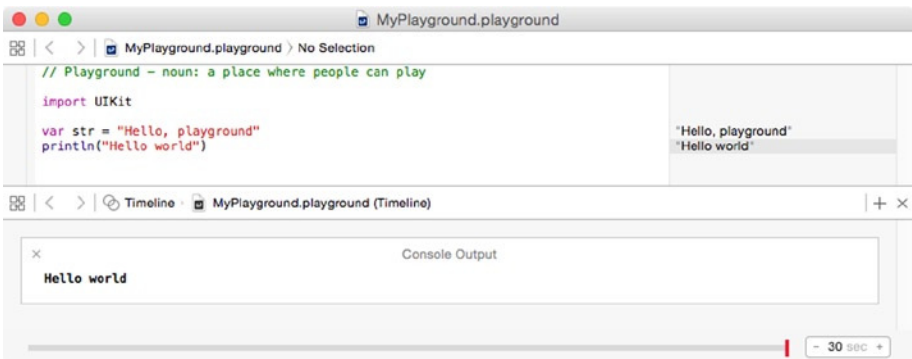 MyPlayground.playground
MyPlayground.playground 〉 No Selection
// Playground – noun: a place where people can play
import UIKit
var str = "Hello, playground"
"Hello, playground"
println("Hello world")
"Hello world"
Timeline 〉 MyPlayground.playground (Timeline)
+ ×
× Console Output
Hello world
- 30 sec +